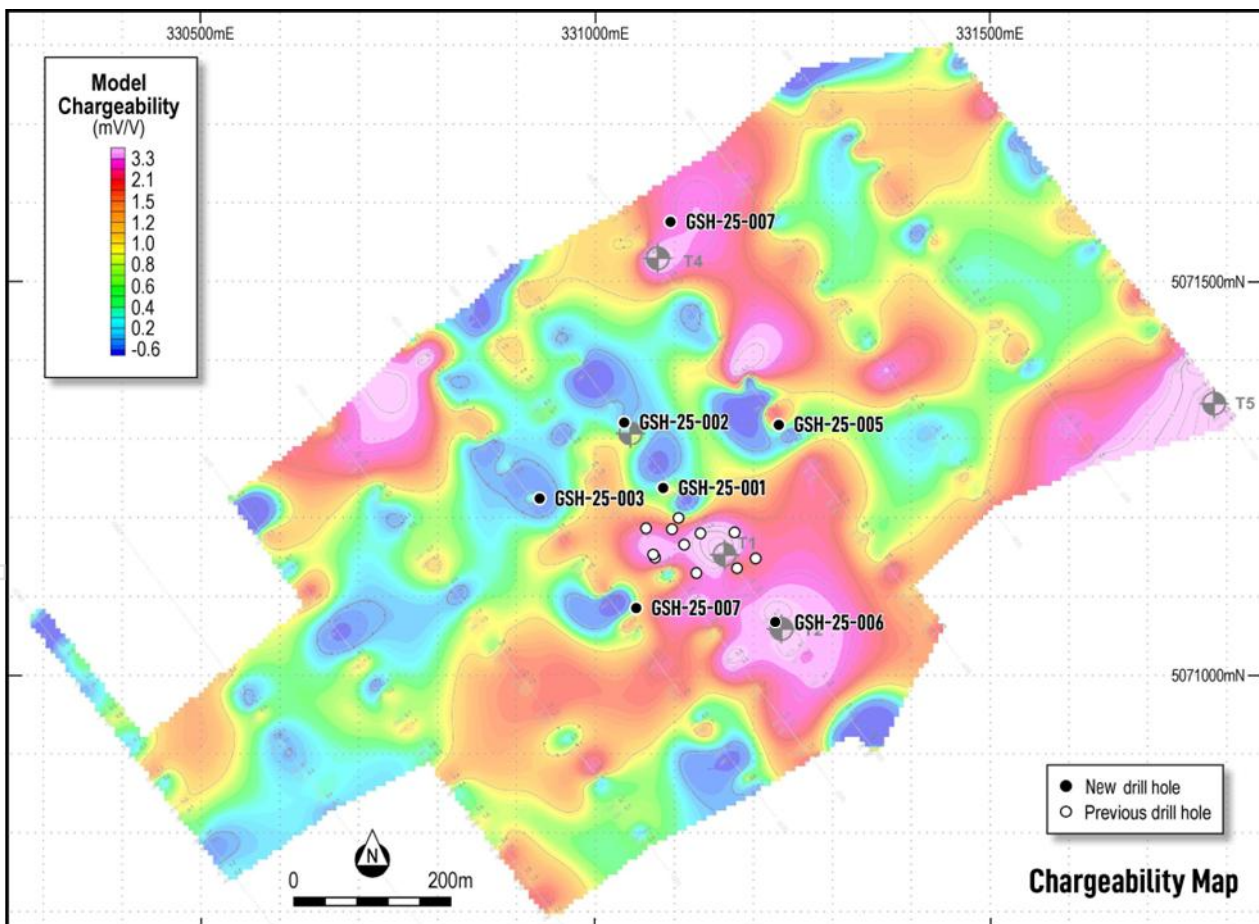 330500mE
331000mE
331500mE
Model
Chargeability
(mV/V)
3.3
2.1
1.5
1.2
1.0
0.8
0.6
0.4
0.2
-0.6
GSH-25-007
T4
5071500mN
T5
GSH-25-002
GSH-25-005
GSH-25-001
GSH-25-003
T1
GSH-25-007
GSH-25-006
T2
5071000mN
New drill hole
Previous drill hole
N
0
200m
Chargeability Map